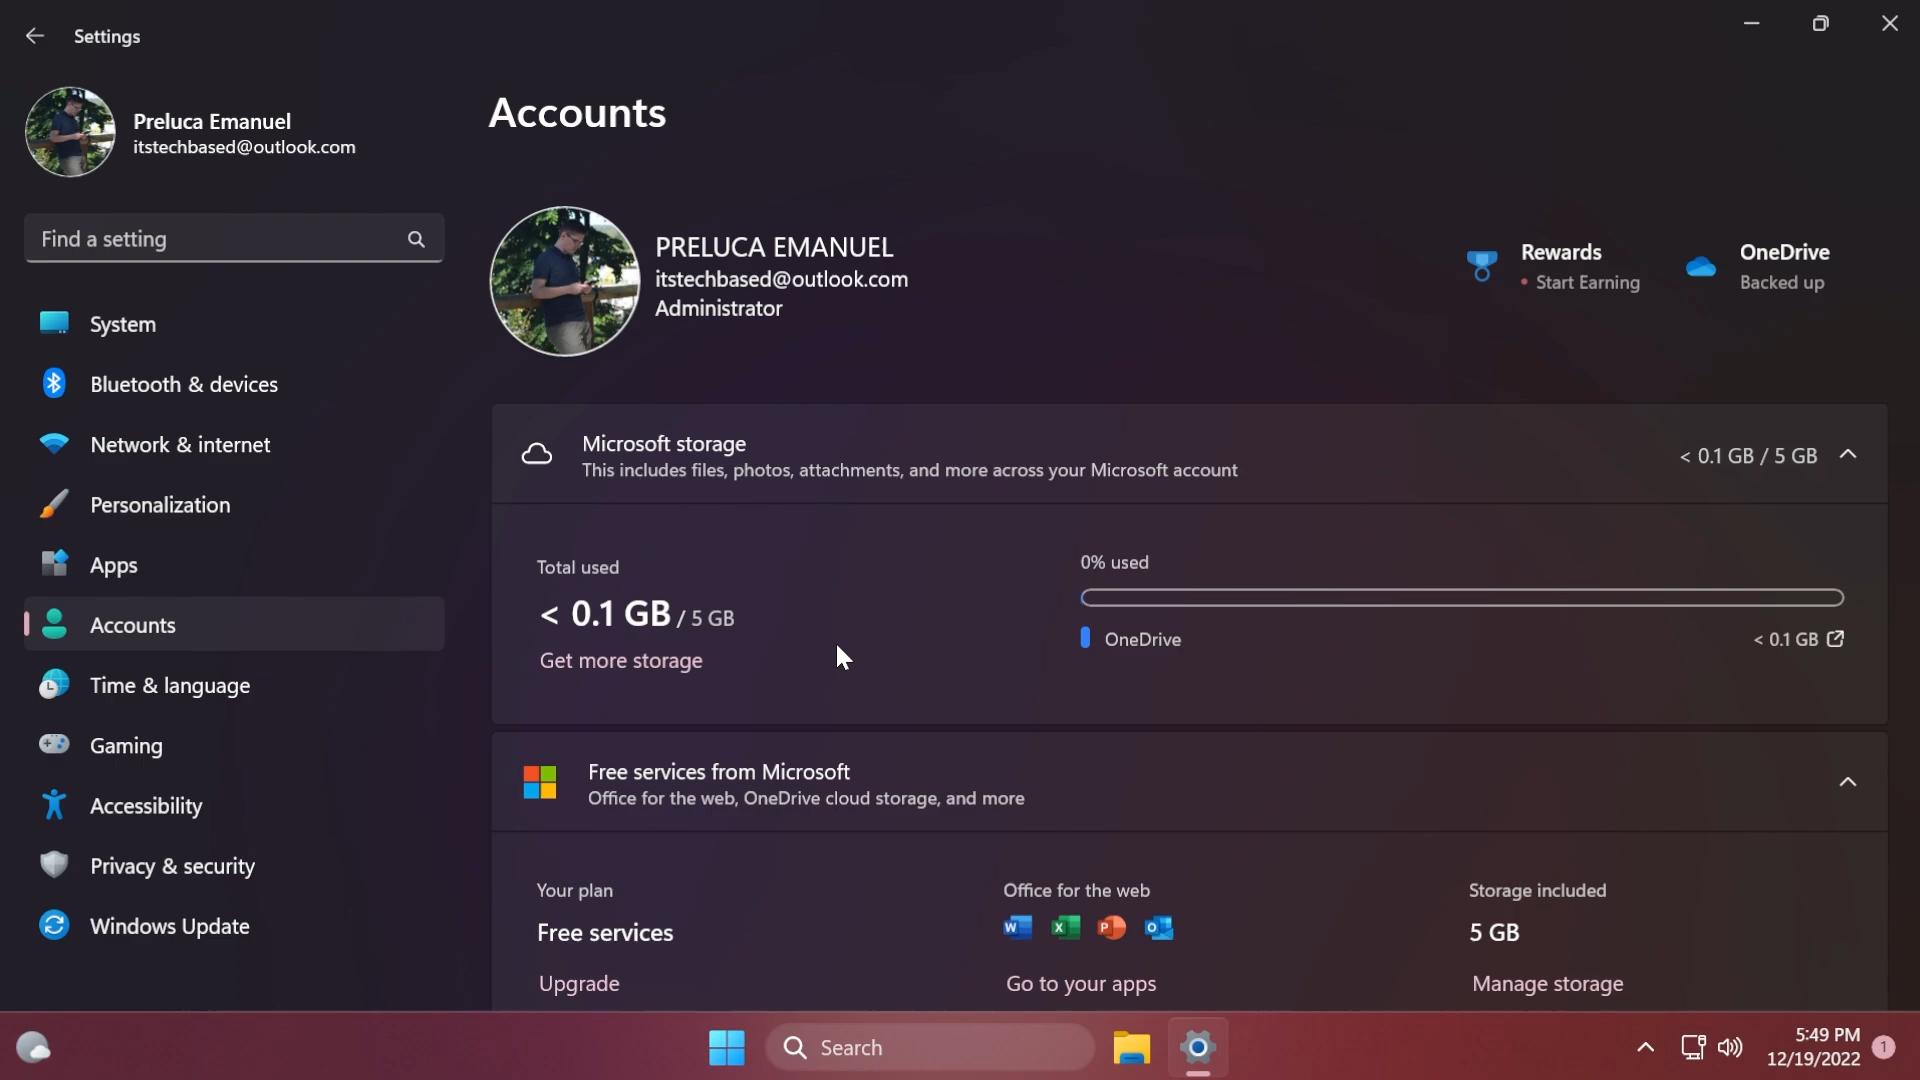 Settings
Preluca Emanuel
itstechbased@outlook.com
Find a setting
System
Bluetooth & devices
Network & internet
Personalization
Apps
Accounts
Time & language
Gaming
Accessibility
Privacy & security
Windows Update
Accounts
PRELUCA EMANUEL
itstechbased@outlook.com
Administrator
Rewards
• Start Earning
OneDrive
Backed up
Microsoft storage
This includes files, photos, attachments, and more across your Microsoft account
< 0.1 GB / 5 GB
Total used
< 0.1 GB / 5 GB
Get more storage
0% used
OneDrive
< 0.1 GB
Free services from Microsoft
Office for the web, OneDrive cloud storage, and more
Your plan
Free services
Upgrade
Office for the web
W X P O
Go to your apps
Storage included
5 GB
Manage storage
Search
5:49 PM
12/19/2022
1